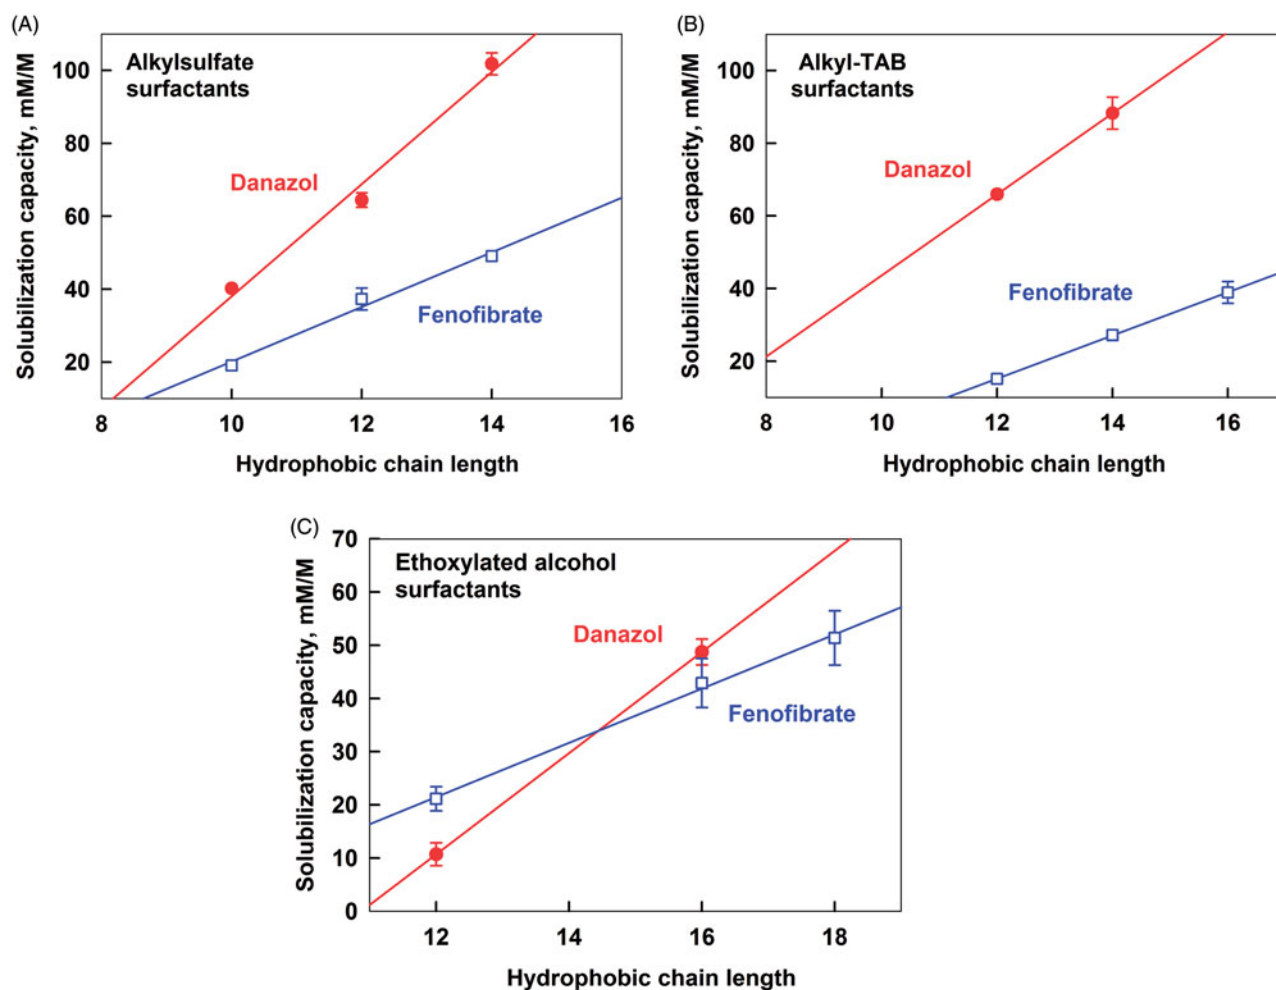 (A)
Alkylsulfate
surfactants
Danazol
Fenofibrate
Solubilization capacity, mM/M
100
80
60
40
20
8 10 12 14 16
Hydrophobic chain length
(B)
Alkyl-TAB
surfactants
Danazol
Fenofibrate
Solubilization capacity, mM/M
100
80
60
40
20
8 10 12 14 16
Hydrophobic chain length
(C)
Ethoxylated alcohol
surfactants
Danazol
Fenofibrate
Solubilization capacity, mM/M
70
60
50
40
30
20
10
0
12 14 16 18
Hydrophobic chain length